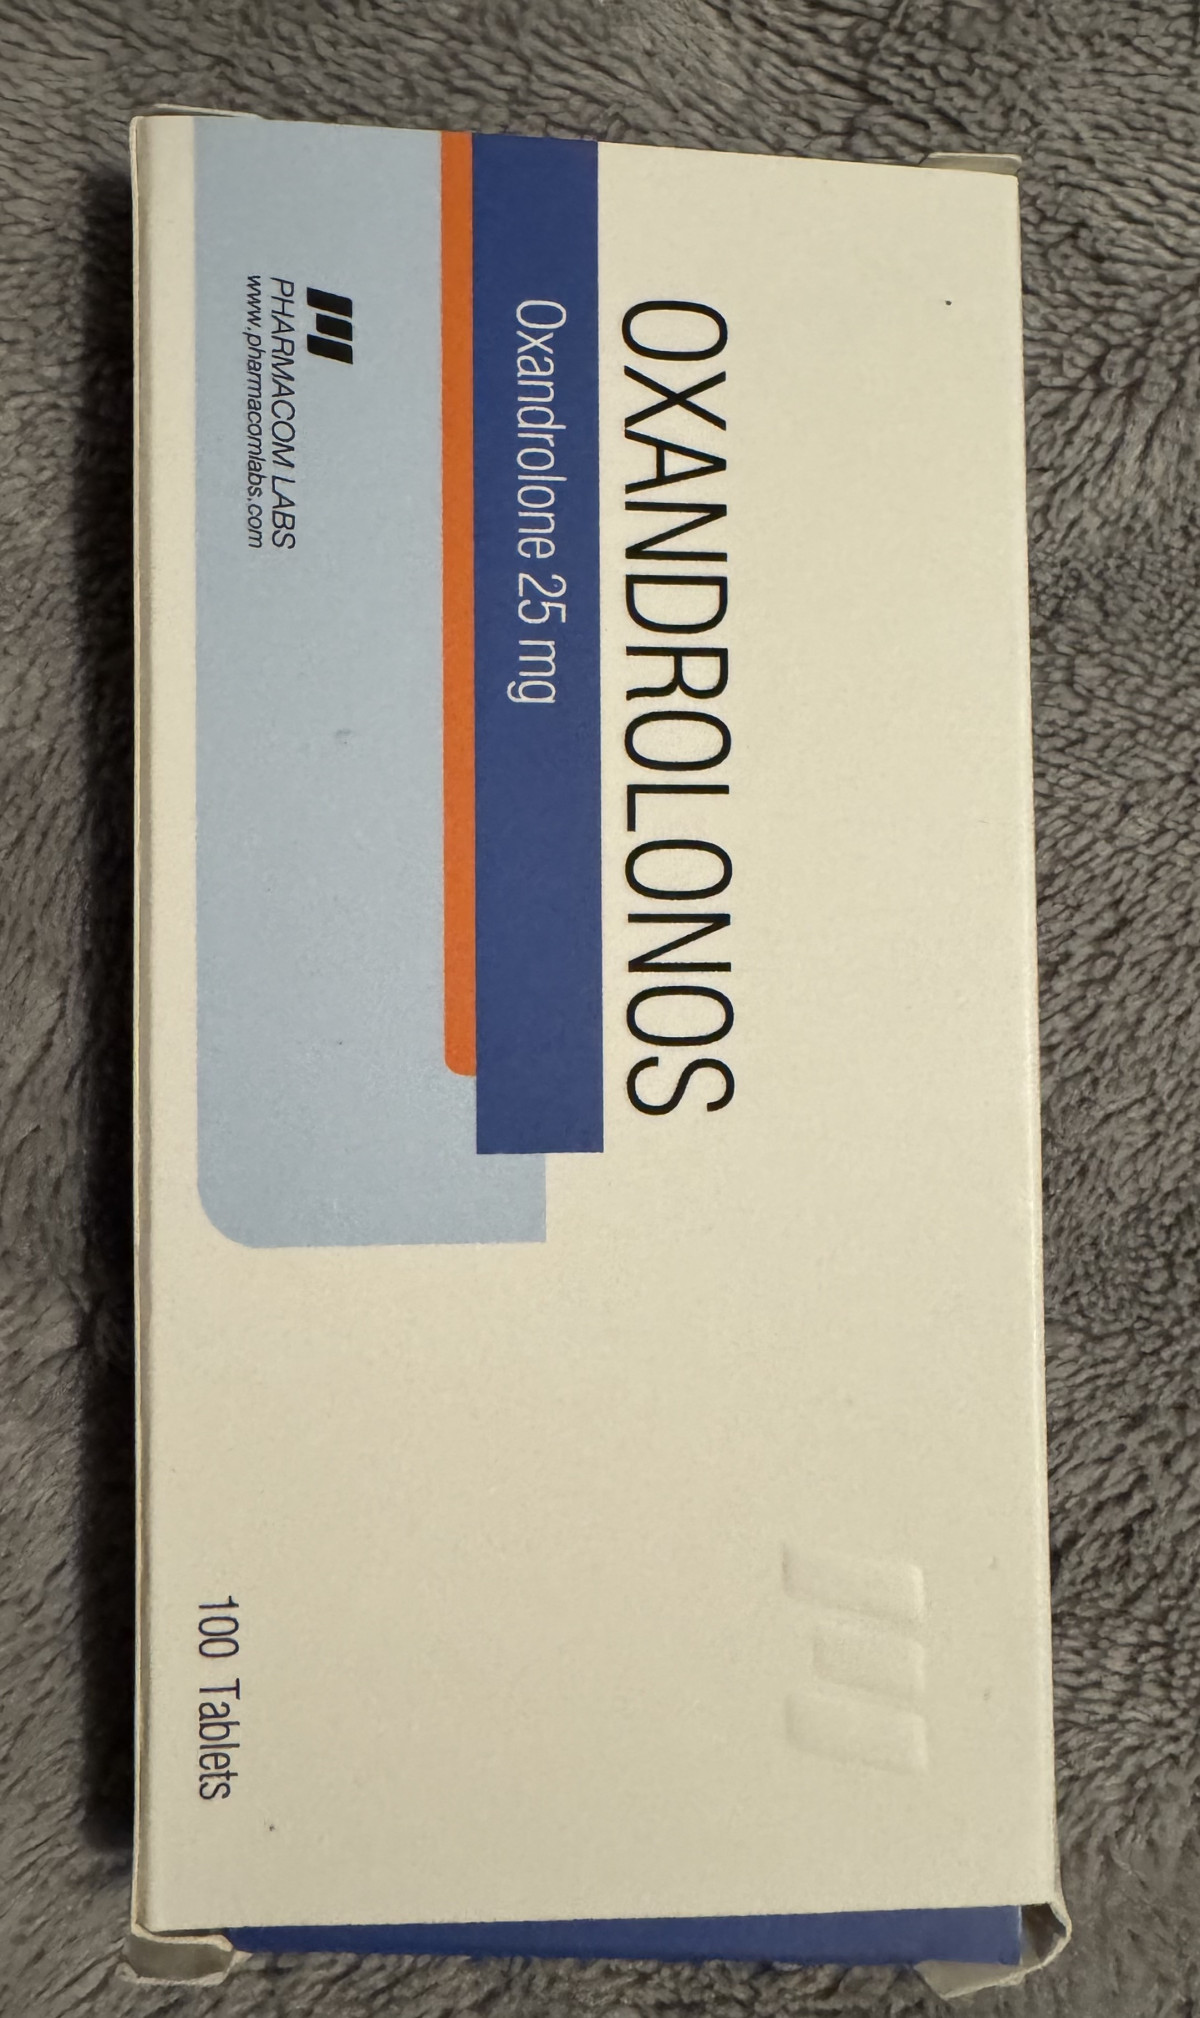 OXANDROLONOS
Oxandrolone 25 mg
PHARMACOM LABS
www.pharmacomlabs.com
100 Tablets